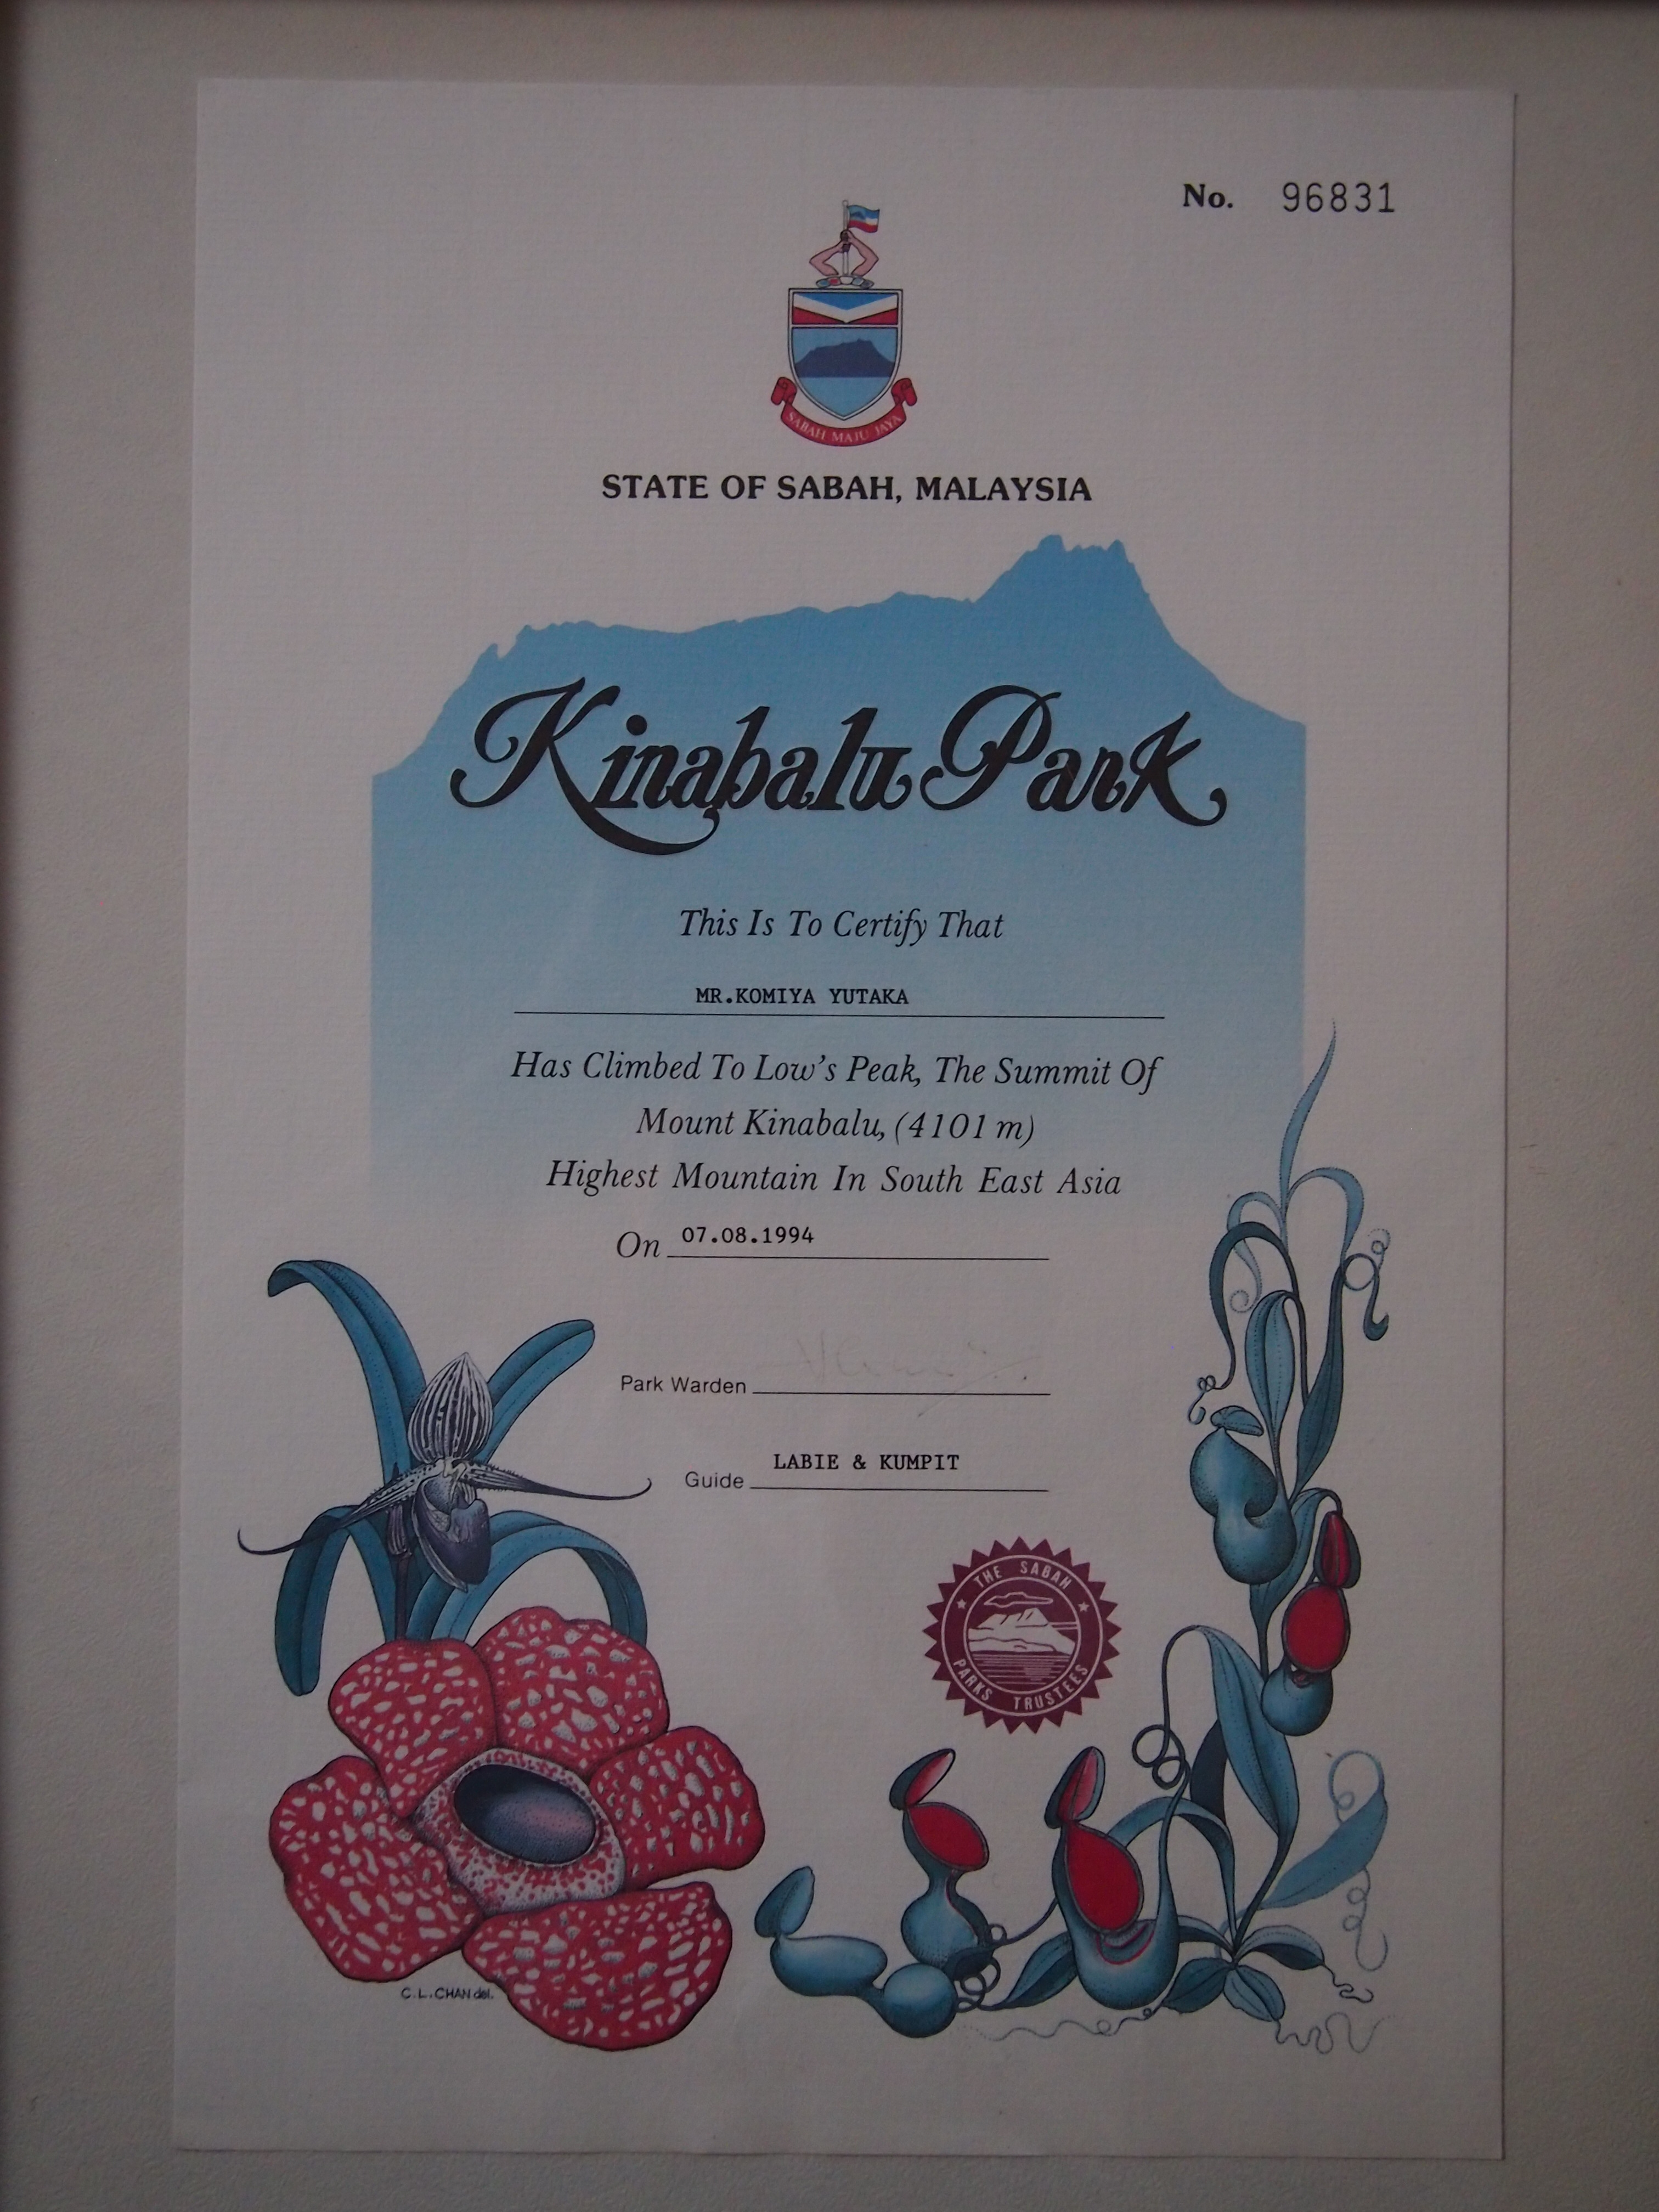 No. 96831
SABAH MAJU JAYA
STATE OF SABAH, MALAYSIA
Kinabalu Park
This Is To Certify That
MR.KOMIYA YUTAKA
Has Climbed To Low's Peak, The Summit Of
Mount Kinabalu, (4101 m)
Highest Mountain In South East Asia
On 07.08.1994
Park Warden
Guide LABIE & KUMPIT
THE SABAH
PARKS TRUSTEES
C.L.CHAN del.